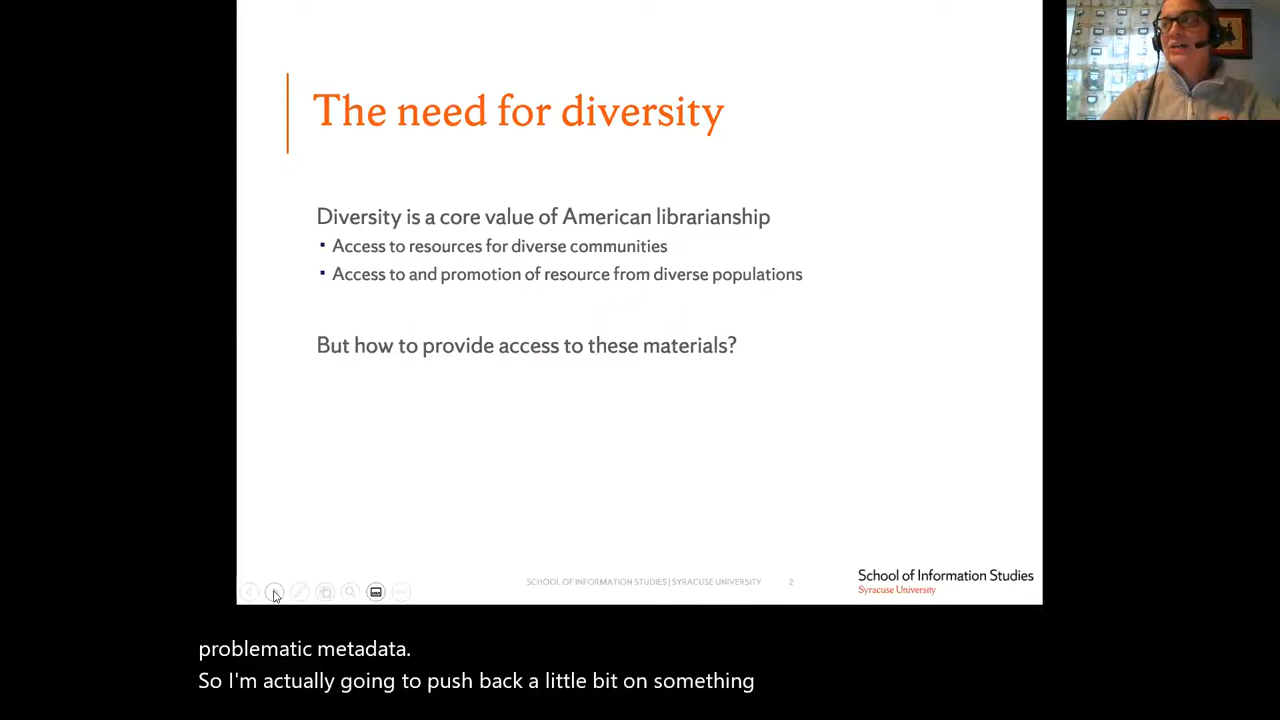 The need for diversity
Diversity is a core value of American librarianship
▪ Access to resources for diverse communities
▪ Access to and promotion of resource from diverse populations
But how to provide access to these materials?
SCHOOL OF INFORMATION STUDIES | SYRACUSE UNIVERSITY 2
School of Information Studies
Syracuse University
problematic metadata.
So I'm actually going to push back a little bit on something